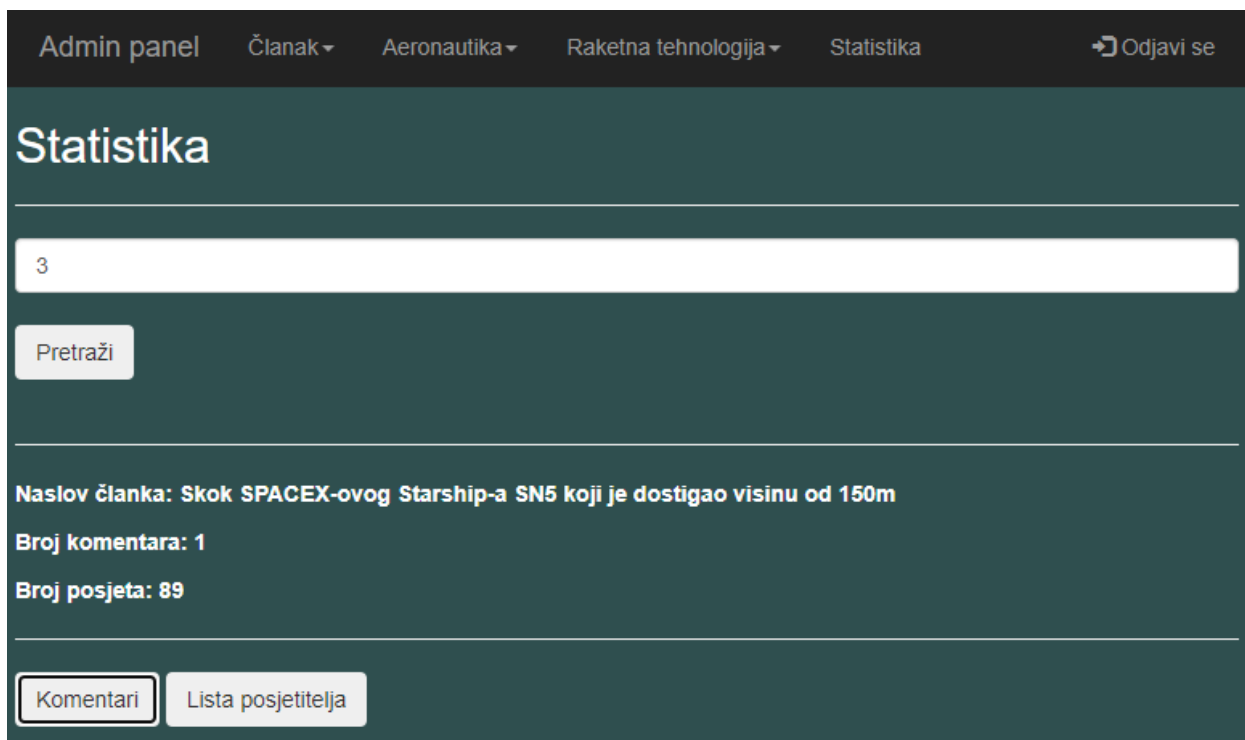 Admin panel Članak Aeronautika Raketna tehnologija Statistika Odjavi se
Statistika
3
Pretraži
Naslov članka: Skok SPACEX-ovog Starship-a SN5 koji je dostigao visinu od 150m
Broj komentara: 1
Broj posjeta: 89
Komentari Lista posjetitelja